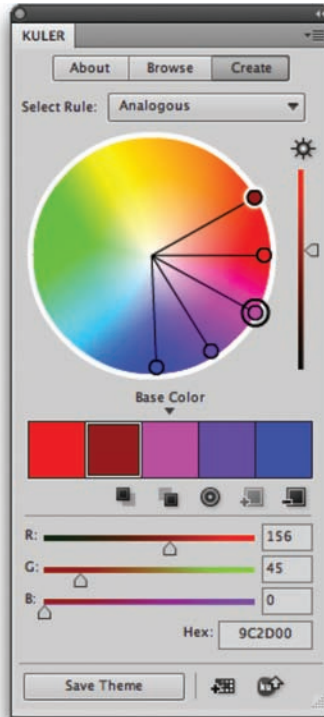 KULER
About Browse Create
Select Rule: Analogous
Base Color
R: 156
G: 45
B: 0
Hex: 9C2D00
Save Theme